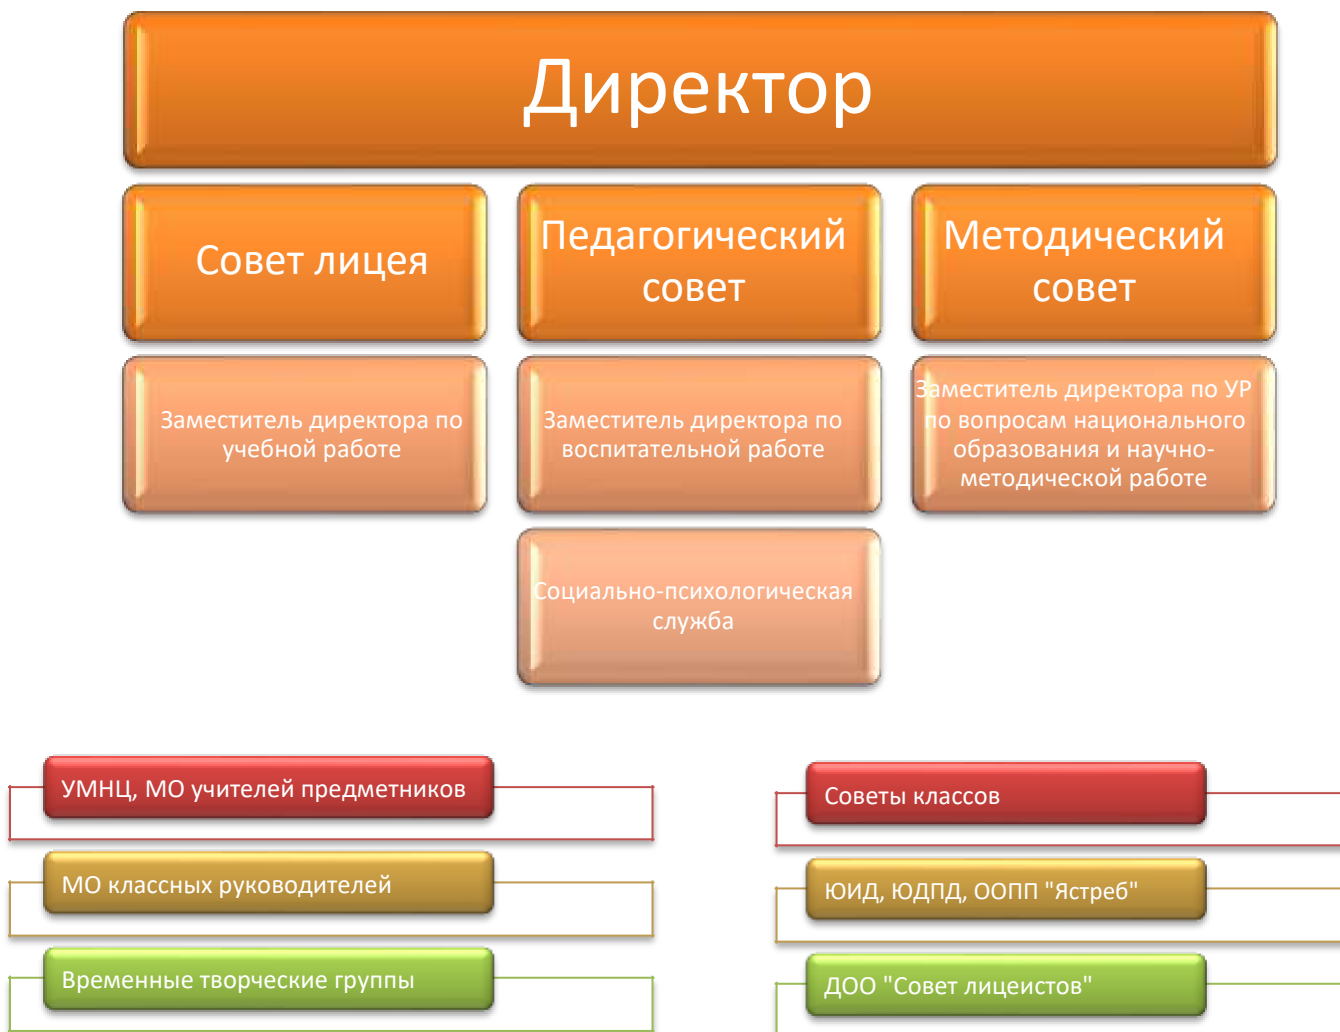 Директор
Совет лицея
Педагогический
совет
Методический
совет
Заместитель директора по
учебной работе
Заместитель директора по
воспитательной работе
Заместитель директора по УР
по вопросам национального
образования и научно-
методической работе
Социально-психологическая
служба
УМНЦ, МО учителей предметников
МО классных руководителей
Временные творческие группы
Советы классов
ЮИД, ЮДПД, ООПП "Ястреб"
ДОО "Совет лицеистов"